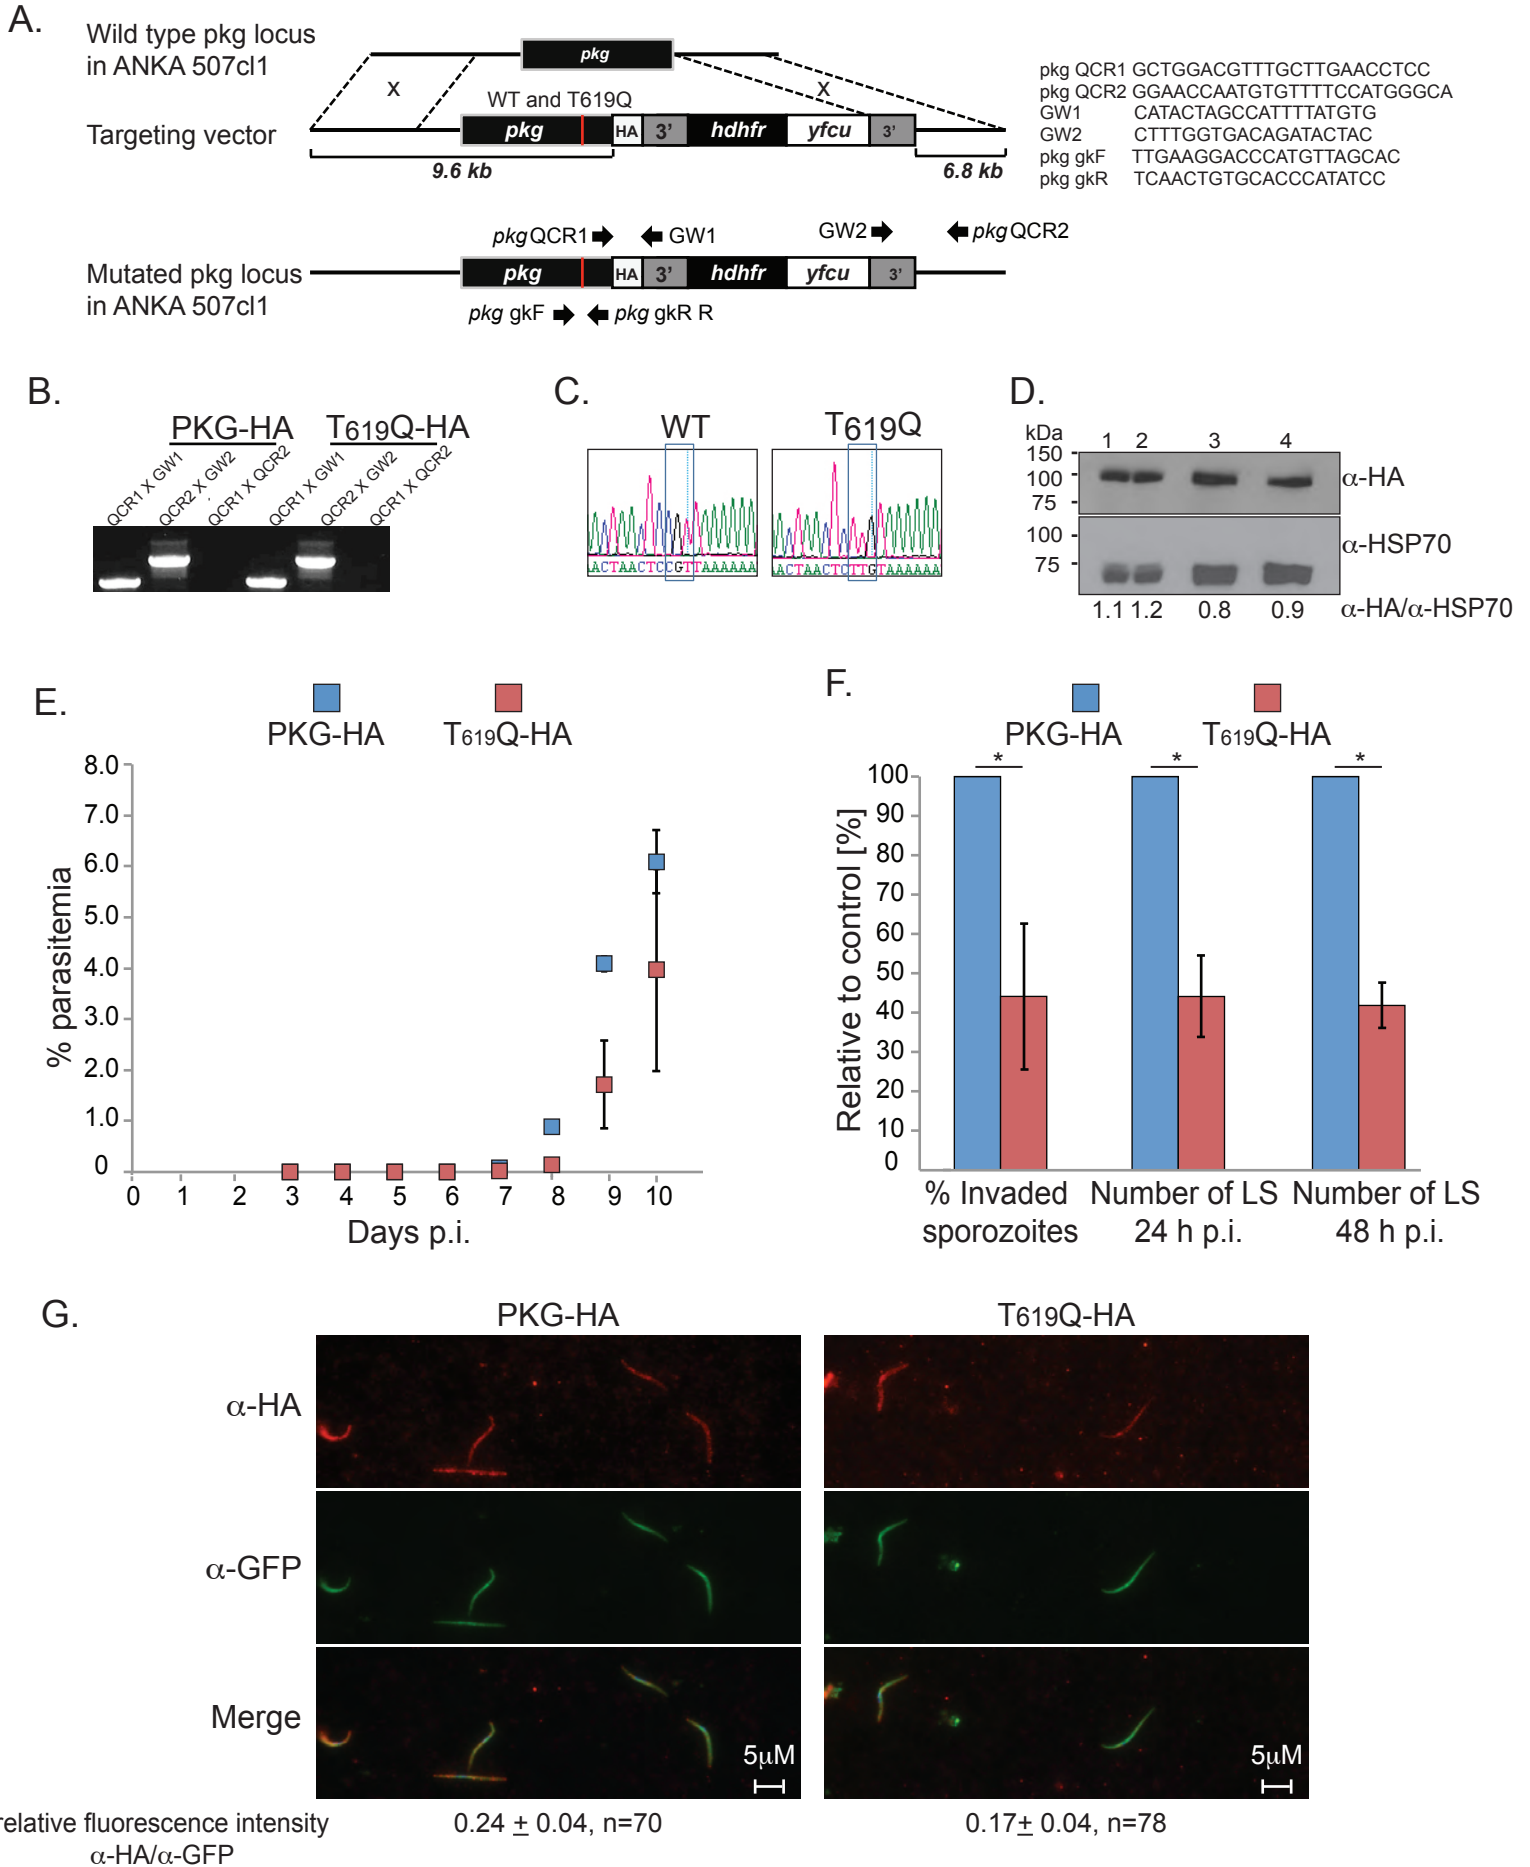 A.
Wild type pkg locus
in ANKA 507cl1
pkg
X
X
WT and T619Q
Targeting vector
pkg
HA
3'
hdhfr
yfcu
3'
9.6 kb
6.8 kb
pkg QCR1 GCTGGACGTTTGCTTGAACCTCC
pkg QCR2 GGAACCAATGTGTTTTCCATGGGCA
GW1 CATACTAGCCATTTTATGTG
GW2 CTTTGGTGACAGATACTAC
pkg gkF TTGAAGGACCCATGTTAGCAC
pkg gkR TCAACTGTGCACCCATATCC
pkg QCR1
GW1
GW2
pkg QCR2
Mutated pkg locus
in ANKA 507cl1
pkg
HA
3'
hdhfr
yfcu
3'
pkg gkF
pkg gkR R
B.
PKG-HA
T619Q-HA
QCR1 X GW1
QCR2 X GW2
QCR1 X QCR2
QCR1 X GW1
QCR2 X GW2
QCR1 X QCR2
C.
WT
T619Q
ACTAACTCCGTTAAAAAA
ACTAACTCTTGTAAAAAA
D.
kDa
1 2 3 4
150
100
75
α-HA
100
75
α-HSP70
1.1 1.2 0.8 0.9 α-HA/α-HSP70
E.
PKG-HA
T619Q-HA
% parasitemia
8.0
7.0
6.0
5.0
4.0
3.0
2.0
1.0
0
0 1 2 3 4 5 6 7 8 9 10
Days p.i.
F.
PKG-HA
T619Q-HA
* * *
Relative to control [%]
100
90
80
70
60
50
40
30
20
10
0
% Invaded
sporozoites
Number of LS
24 h p.i.
Number of LS
48 h p.i.
G.
PKG-HA
T619Q-HA
α-HA
α-GFP
Merge
5μM
5μM
relative fluorescence intensity
α-HA/α-GFP
0.24 ± 0.04, n=70
0.17± 0.04, n=78